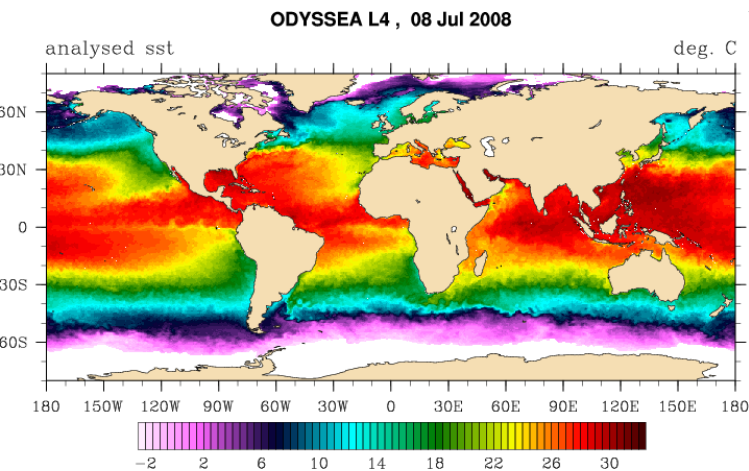 ODYSSEA L4 , 08 Jul 2008
analysed sst deg. C
60N
30N
0
30S
60S
180 150W 120W 90W 60W 30W 0 30E 60E 90E 120E 150E 180
-2 2 6 10 14 18 22 26 30